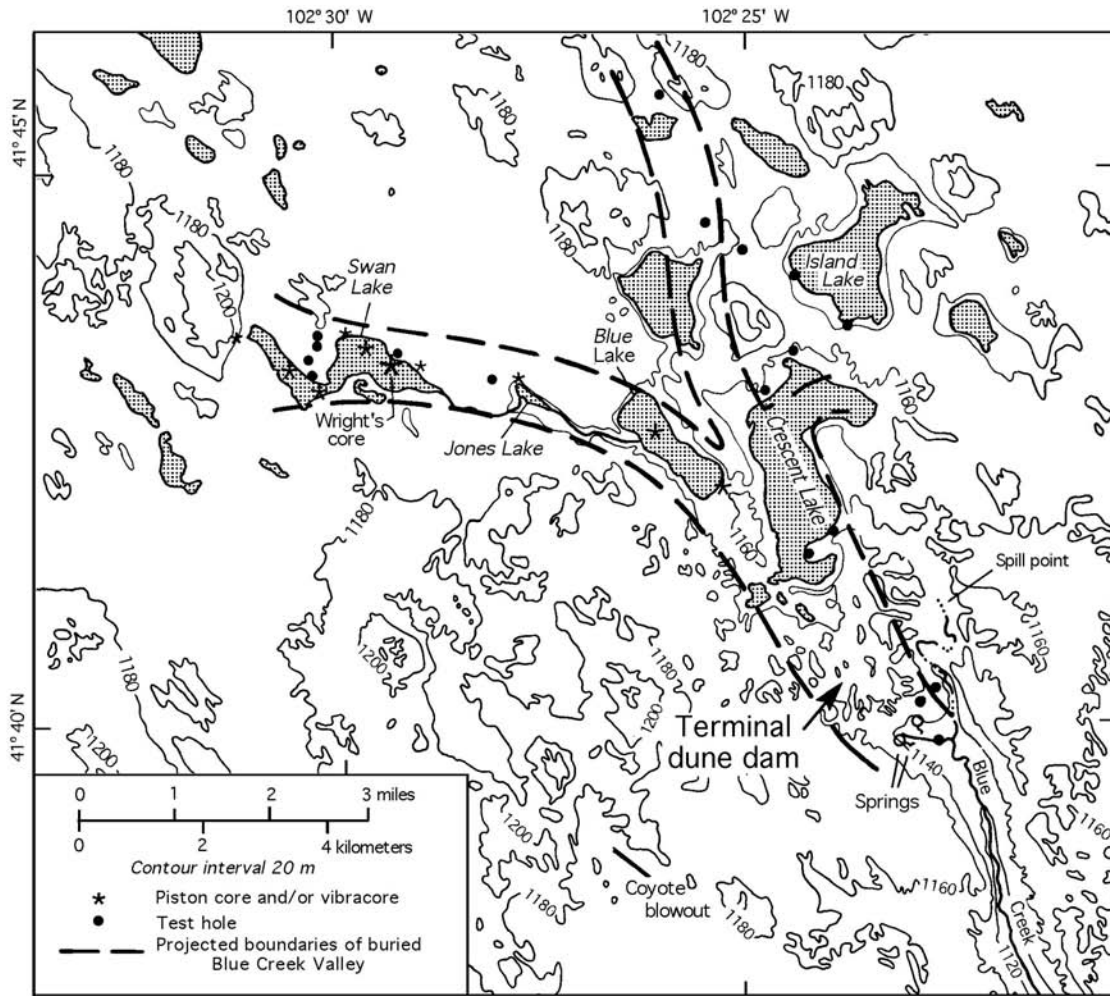 102° 30' W
102° 25' W
41° 45' N
41° 40' N
1180
1180
1180
1180
1180
1180
1180
1200
Swan
Lake
Island
Lake
Blue
Lake
1160
Wright's
core
Jones Lake
Crescent Lake
1180
1160
Spill point
1180
1200
1180
1160
1200
Terminal
dune dam
1200
1140
Blue
Springs
1160
1200
Coyote
blowout
1160
1180
1180
1160
Creek
1120
0 1 2 3 miles
0 2 4 kilometers
Contour interval 20 m
Piston core and/or vibracore
Test hole
Projected boundaries of buried
Blue Creek Valley